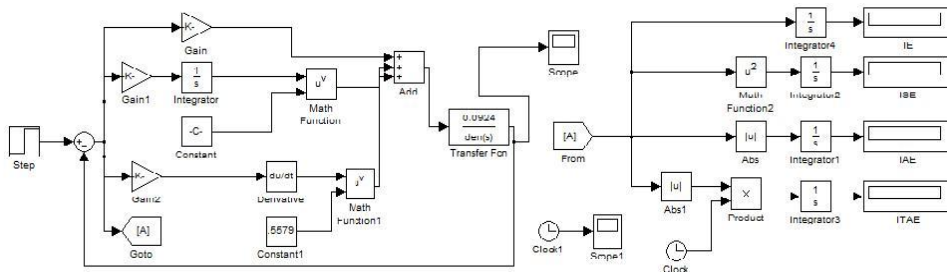 Step
K-
Gain
K-
Gain1
1
s
Integrator
-C-
Constant
u^v
Math
Function
K-
Gain2
du/dt
Derivative
.5579
Constant1
Math
Function1
[A]
Goto
+
+
+
Add
0.0924
den(s)
Transfer Fcn
Scope
Clock1
Scope1
[A]
From
1
s
Integrator4
IE
u^2
Math
Function2
1
s
Integrator2
ISE
|u|
Abs
1
s
Integrator1
IAE
|u|
Abs1
X
Product
1
s
Integrator3
ITAE
Clock